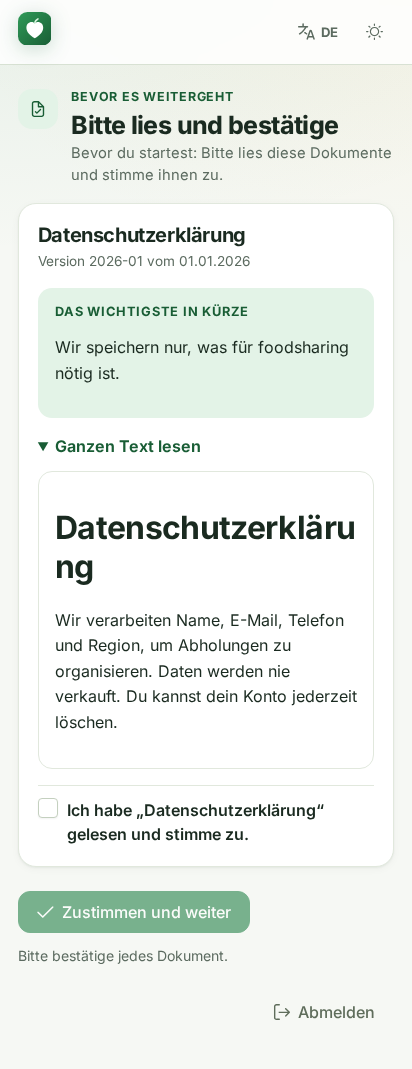 DE
BEVOR ES WEITERGEHT
Bitte lies und bestätige
Bevor du startest: Bitte lies diese Dokumente
und stimme ihnen zu.
Datenschutzerklärung
Version 2026-01 vom 01.01.2026
DAS WICHTIGSTE IN KÜRZE
Wir speichern nur, was für foodsharing
nötig ist.
Ganzen Text lesen
Datenschutzerkläru
ng
Wir verarbeiten Name, E-Mail, Telefon
und Region, um Abholungen zu
organisieren. Daten werden nie
verkauft. Du kannst dein Konto jederzeit
löschen.
Ich habe „Datenschutzerklärung“
gelesen und stimme zu.
Zustimmen und weiter
Bitte bestätige jedes Dokument.
Abmelden